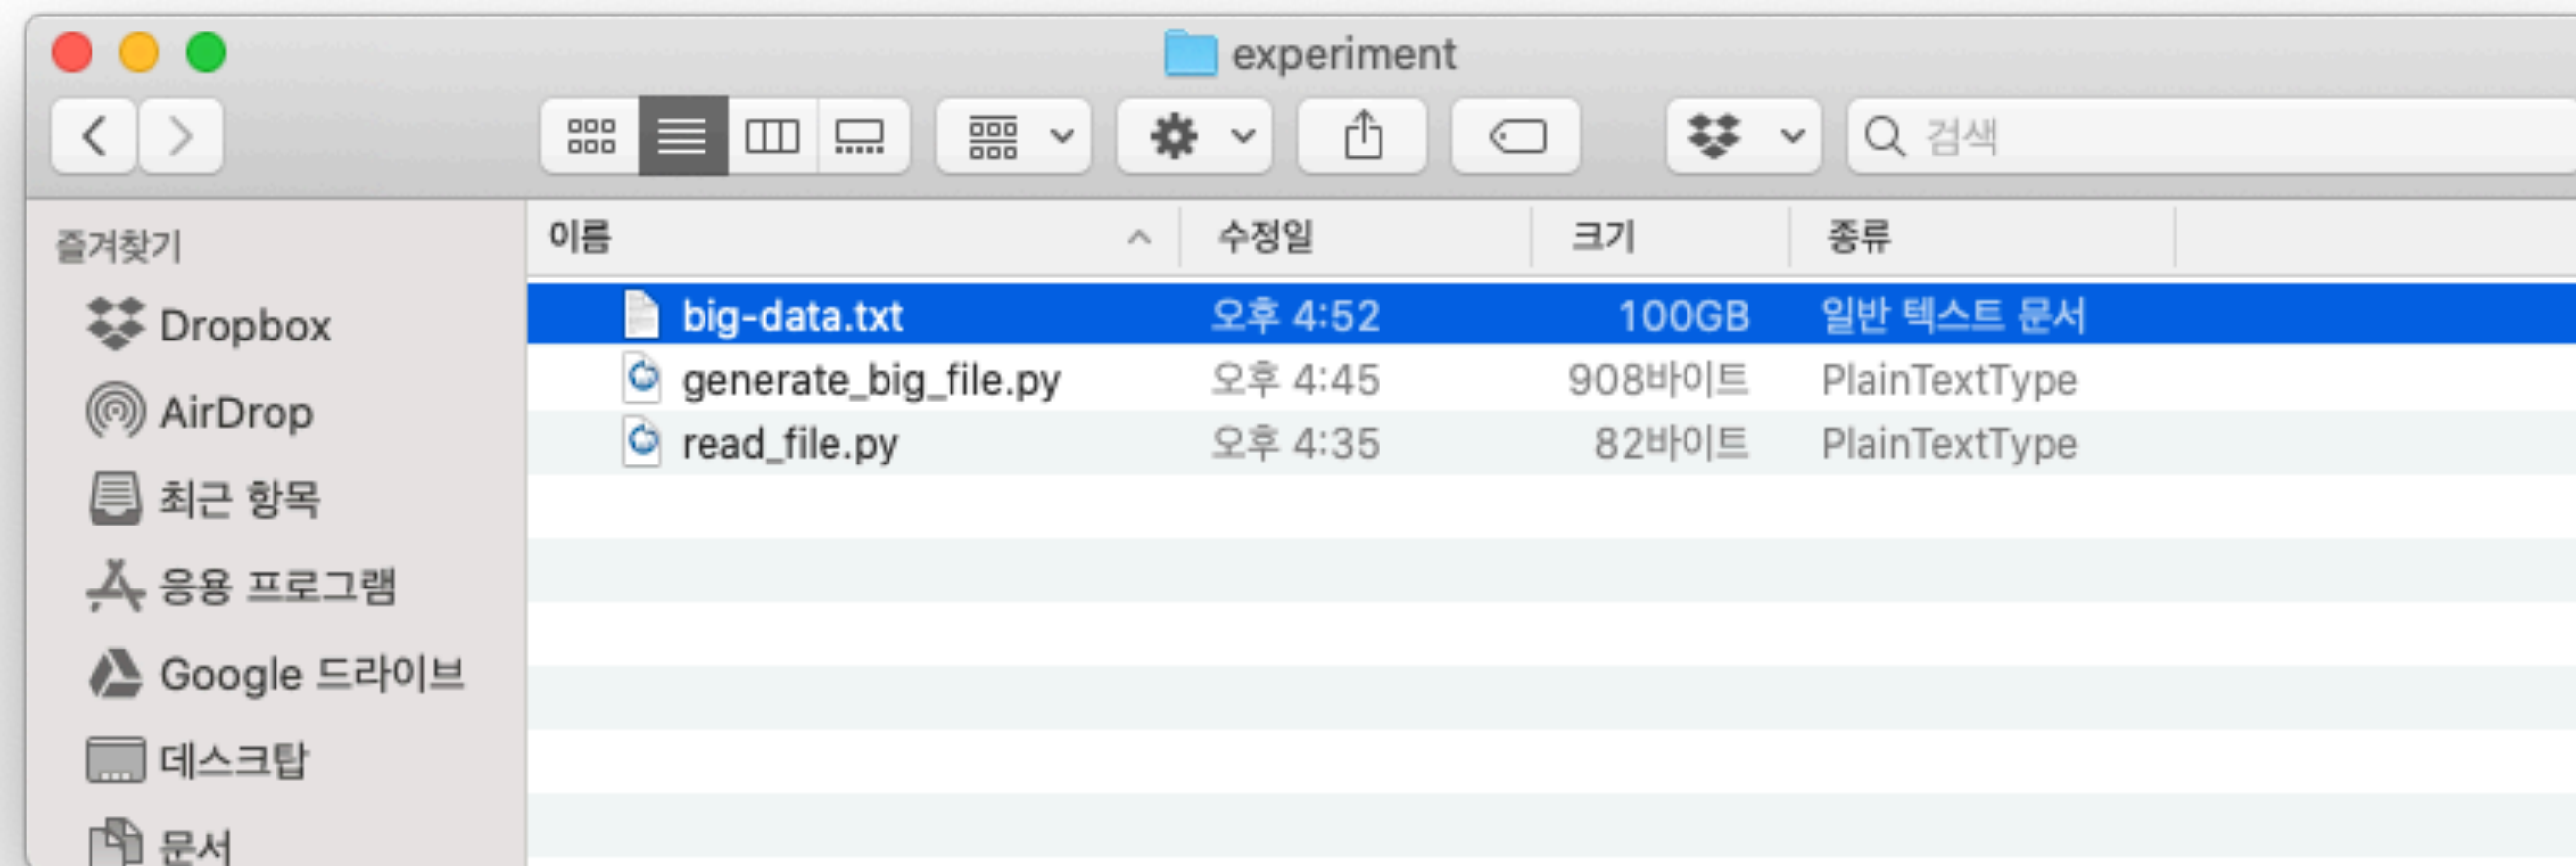 experiment
검색
즐겨찾기
Dropbox
AirDrop
최근 항목
응용 프로그램
Google 드라이브
데스크탑
문서
이름 수정일 크기 종류
big-data.txt 오후 4:52 100GB 일반 텍스트 문서
generate_big_file.py 오후 4:45 908바이트 PlainTextType
read_file.py 오후 4:35 82바이트 PlainTextType